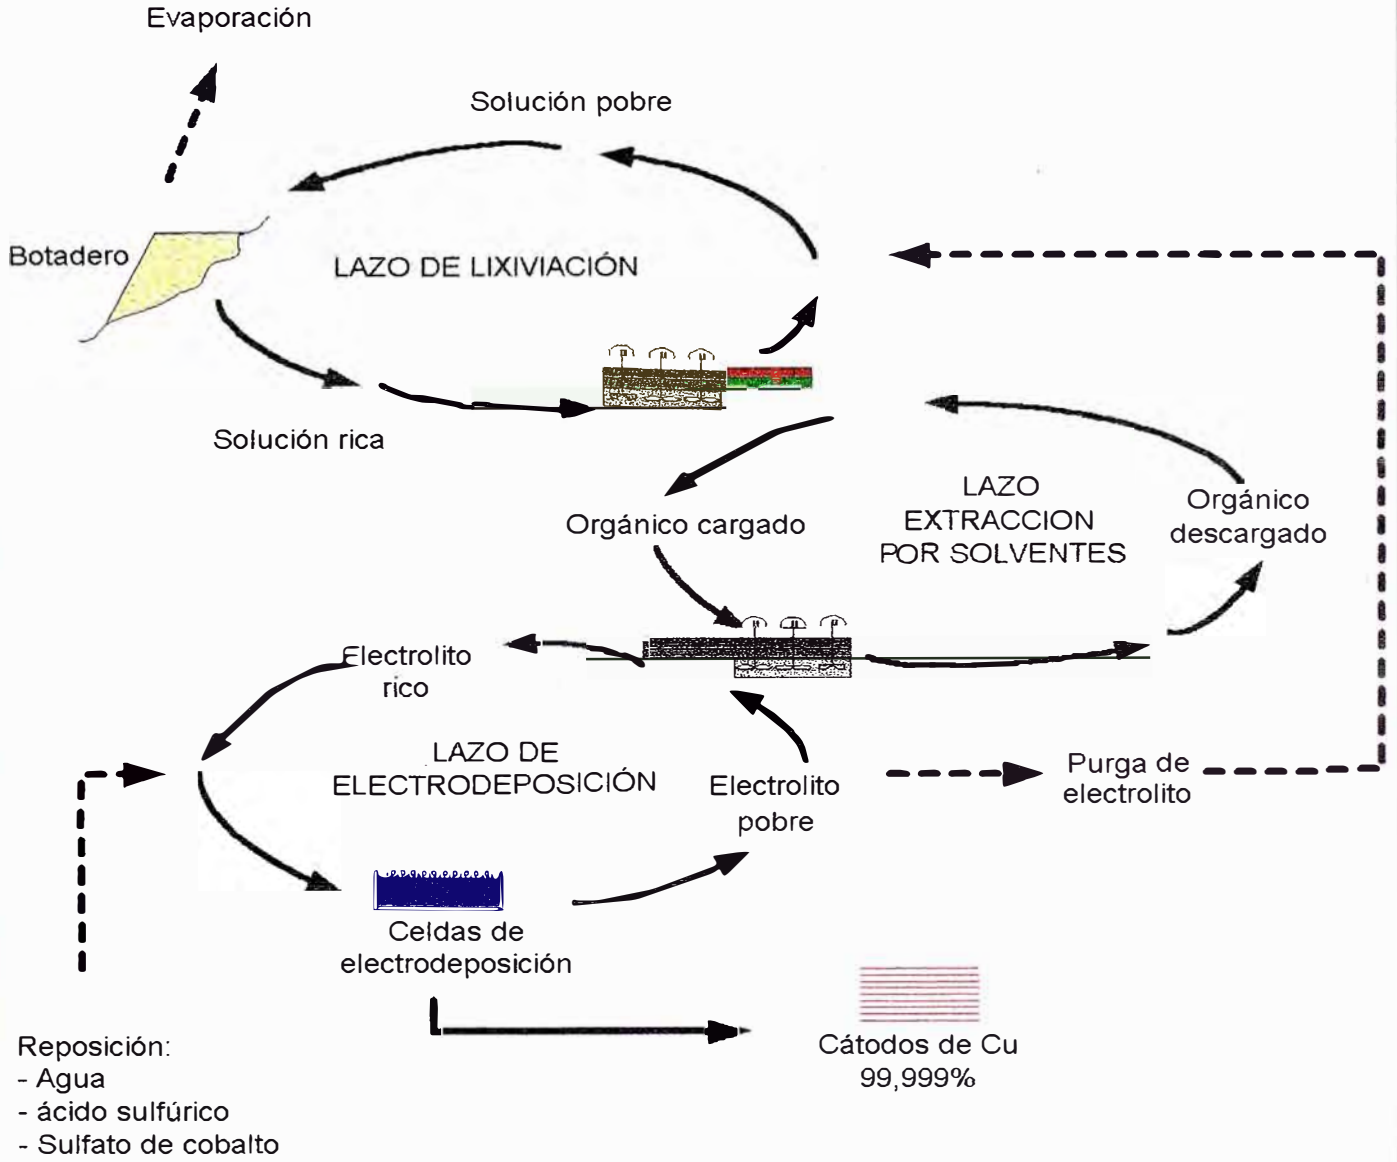 Evaporación
Solución pobre
Botadero
LAZO DE LIXIVIACIÓN
Solución rica
Orgánico cargado
LAZO
EXTRACCION
POR SOLVENTES
Orgánico
descargado
Electrolito
rico
LAZO DE
ELECTRODEPOSICIÓN
Electrolito
pobre
Purga de
electrolito
Celdas de
electrodeposición
Cátodos de Cu
99,999%
Reposición:
- Agua
- ácido sulfúrico
- Sulfato de cobalto